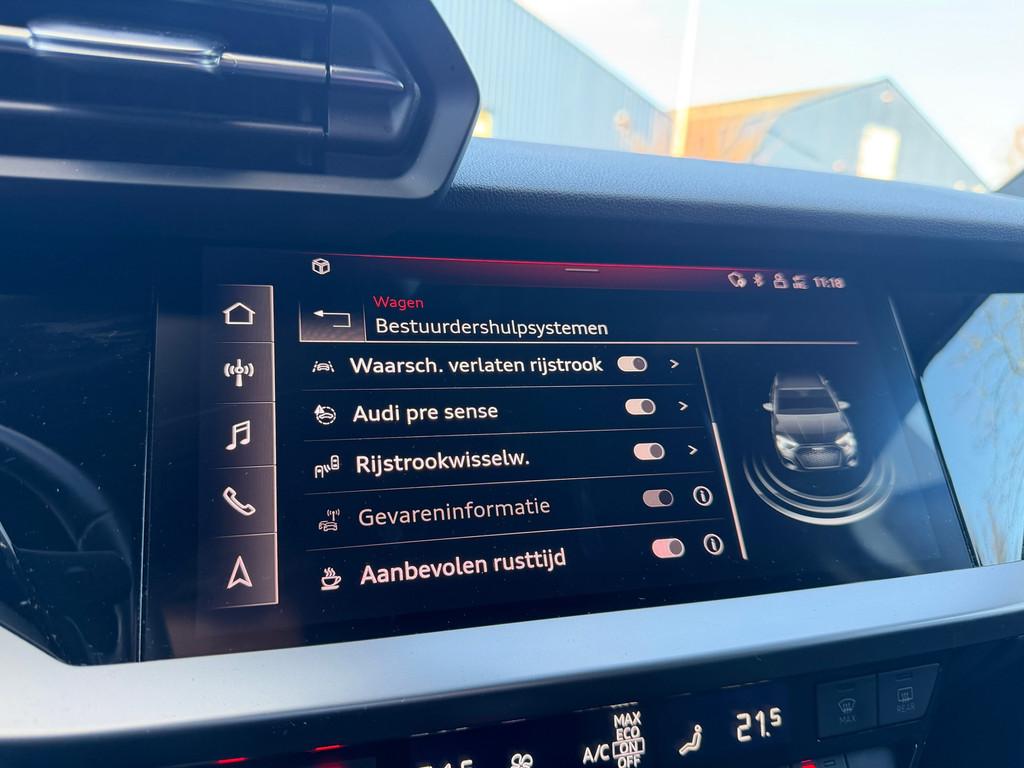 11:18
Wagen
Bestuurdershulpsystemen
Waarsch. verlaten rijstrook
Audi pre sense
Rijstrookwisselw.
Gevareninformatie
Aanbevolen rusttijd
MAX
ECO
A/C ON
OFF
21.5
MAX
REAR